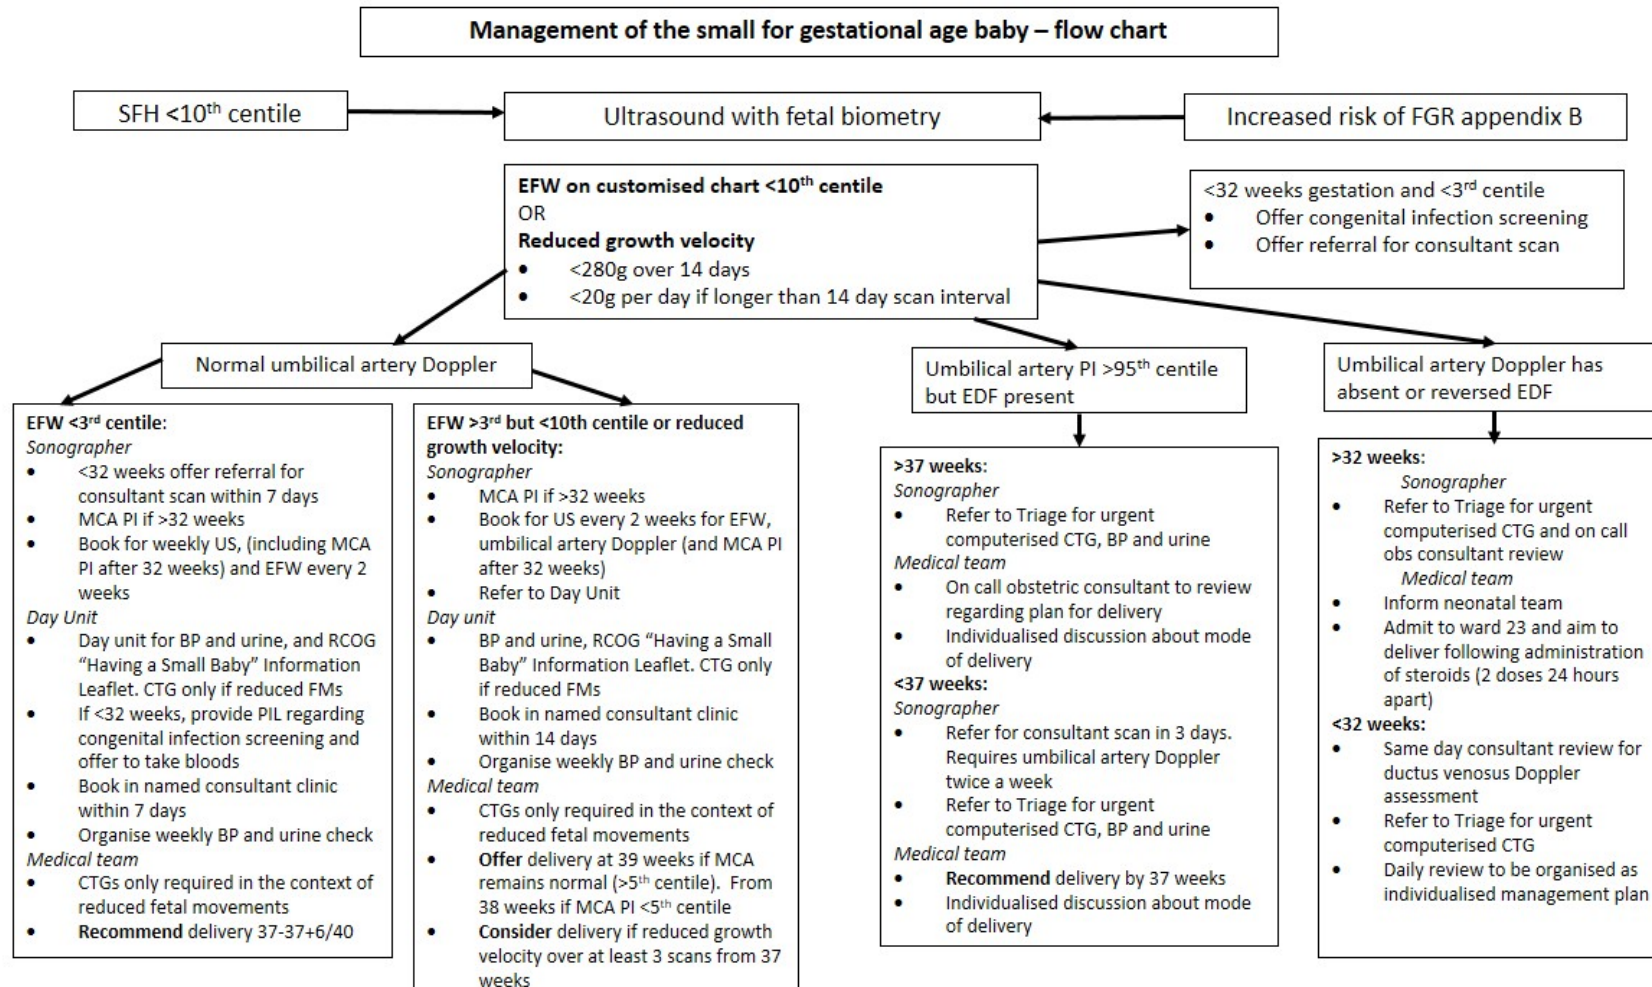 Management of the small for gestational age baby – flow chart
SFH <10th centile
Ultrasound with fetal biometry
Increased risk of FGR appendix B
EFW on customised chart <10th centile
OR
Reduced growth velocity
• <280g over 14 days
• <20g per day if longer than 14 day scan interval
<32 weeks gestation and <3rd centile
• Offer congenital infection screening
• Offer referral for consultant scan
Normal umbilical artery Doppler
Umbilical artery PI >95th centile
but EDF present
Umbilical artery Doppler has
absent or reversed EDF
EFW <3rd centile:
Sonographer
• <32 weeks offer referral for
consultant scan within 7 days
• MCA PI if >32 weeks
• Book for weekly US, (including MCA
PI after 32 weeks) and EFW every 2
weeks
Day Unit
• Day unit for BP and urine, and RCOG
“Having a Small Baby” Information
Leaflet. CTG only if reduced FMs
• If <32 weeks, provide PIL regarding
congenital infection screening and
offer to take bloods
• Book in named consultant clinic
within 7 days
• Organise weekly BP and urine check
Medical team
• CTGs only required in the context of
reduced fetal movements
• Recommend delivery 37-37+6/40
EFW >3rd but <10th centile or reduced
growth velocity:
Sonographer
• MCA PI if >32 weeks
• Book for US every 2 weeks for EFW,
umbilical artery Doppler (and MCA PI
after 32 weeks)
• Refer to Day Unit
Day unit
• BP and urine, RCOG “Having a Small
Baby” Information Leaflet. CTG only
if reduced FMs
• Book in named consultant clinic
within 14 days
• Organise weekly BP and urine check
Medical team
• CTGs only required in the context of
reduced fetal movements
• Offer delivery at 39 weeks if MCA
remains normal (>5th centile). From
38 weeks if MCA PI <5th centile
• Consider delivery if reduced growth
velocity over at least 3 scans from 37
weeks
>37 weeks:
Sonographer
• Refer to Triage for urgent
computerised CTG, BP and urine
Medical team
• On call obstetric consultant to review
regarding plan for delivery
• Individualised discussion about mode
of delivery
<37 weeks:
Sonographer
• Refer for consultant scan in 3 days.
Requires umbilical artery Doppler
twice a week
• Refer to Triage for urgent
computerised CTG, BP and urine
Medical team
• Recommend delivery by 37 weeks
• Individualised discussion about mode
of delivery
>32 weeks:
Sonographer
• Refer to Triage for urgent
computerised CTG and on call
obs consultant review
Medical team
• Inform neonatal team
• Admit to ward 23 and aim to
deliver following administration
of steroids (2 doses 24 hours
apart)
<32 weeks:
• Same day consultant review for
ductus venosus Doppler
assessment
• Refer to Triage for urgent
computerised CTG
• Daily review to be organised as
individualised management plan